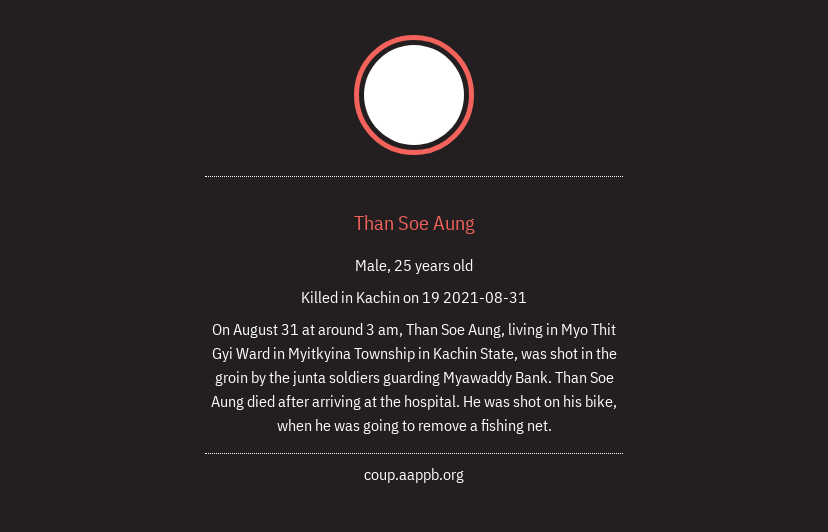 Than Soe Aung
Male, 25 years old
Killed in Kachin on 19 2021-08-31
On August 31 at around 3 am, Than Soe Aung, living in Myo Thit
Gyi Ward in Myitkyina Township in Kachin State, was shot in the
groin by the junta soldiers guarding Myawaddy Bank. Than Soe
Aung died after arriving at the hospital. He was shot on his bike,
when he was going to remove a fishing net.
coup.aappb.org